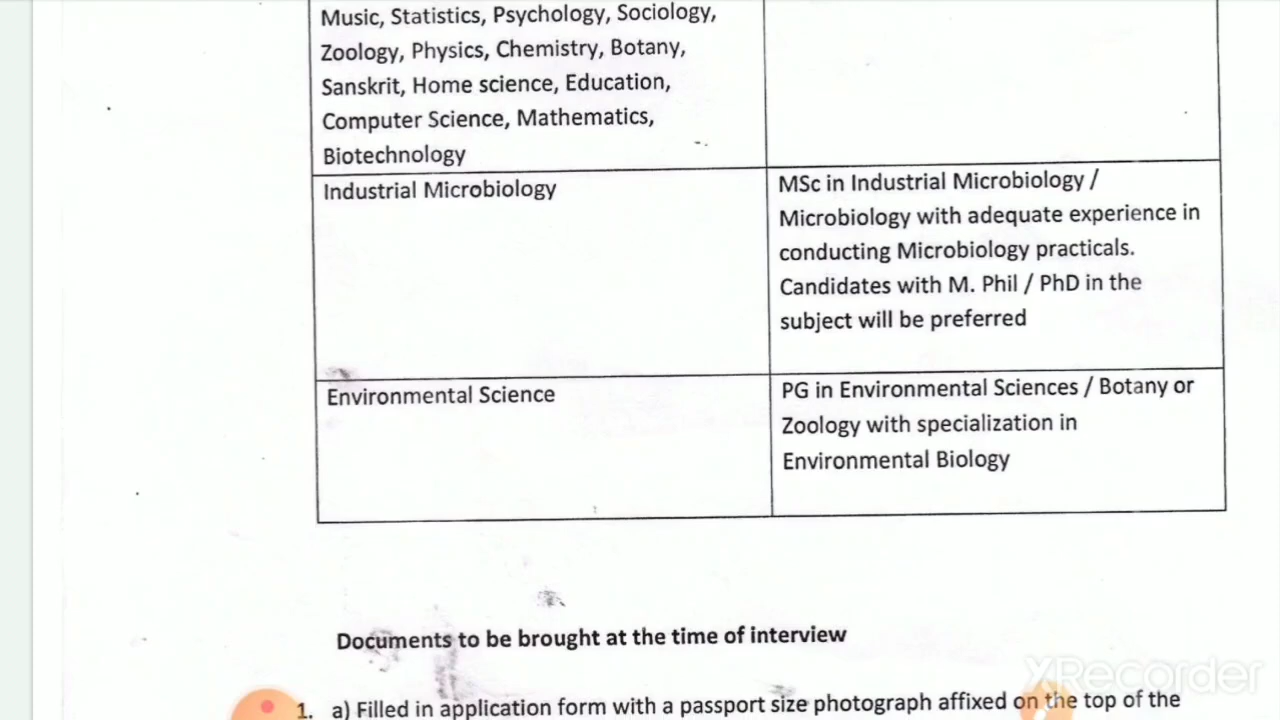 Music, Statistics, Psychology, Sociology,
Zoology, Physics, Chemistry, Botany,
Sanskrit, Home science, Education,
Computer Science, Mathematics,
Biotechnology
Industrial Microbiology
MSc in Industrial Microbiology /
Microbiology with adequate experience in
conducting Microbiology practicals.
Candidates with M. Phil / PhD in the
subject will be preferred
Environmental Science
PG in Environmental Sciences / Botany or
Zoology with specialization in
Environmental Biology
Documents to be brought at the time of interview
XRecorder
1. a) Filled in application form with a passport size photograph affixed on the top of the